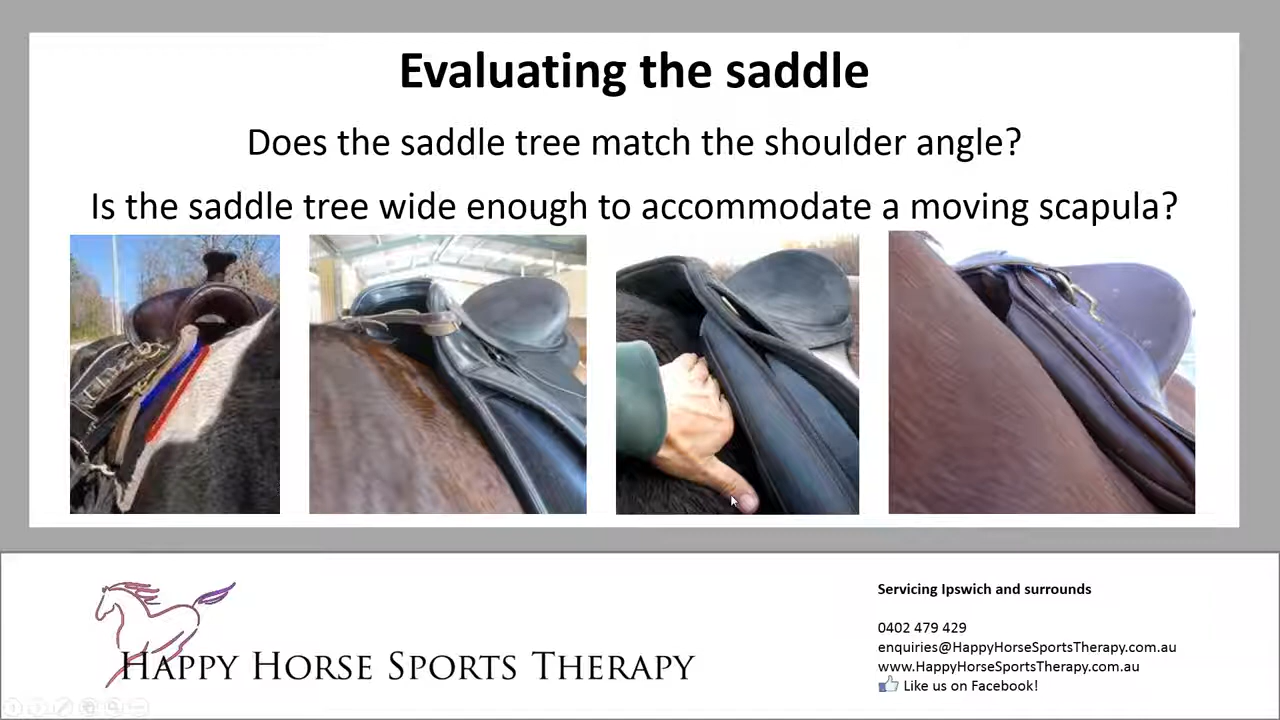 Evaluating the saddle
Does the saddle tree match the shoulder angle?
Is the saddle tree wide enough to accommodate a moving scapula?
HAPPY HORSE SPORTS THERAPY
Servicing Ipswich and surrounds
0402 479 429
enquiries@HappyHorseSportsTherapy.com.au
www.HappyHorseSportsTherapy.com.au
Like us on Facebook!